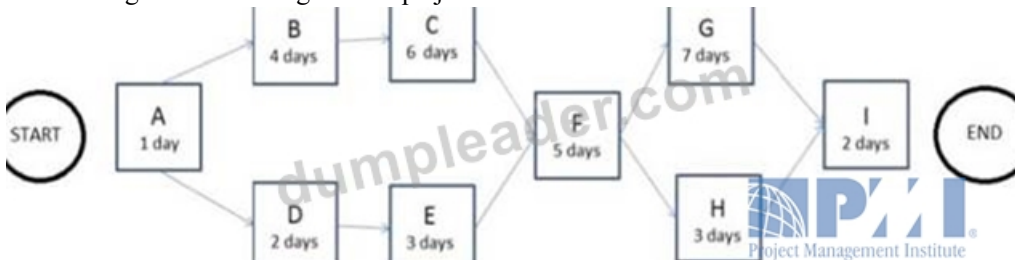 B
4 days
C
6 days
G
7 days
START
A
1 day
F
5 days
I
2 days
END
D
2 days
E
3 days
H
3 days
dumpleader.com
PMI
Project Management Institute